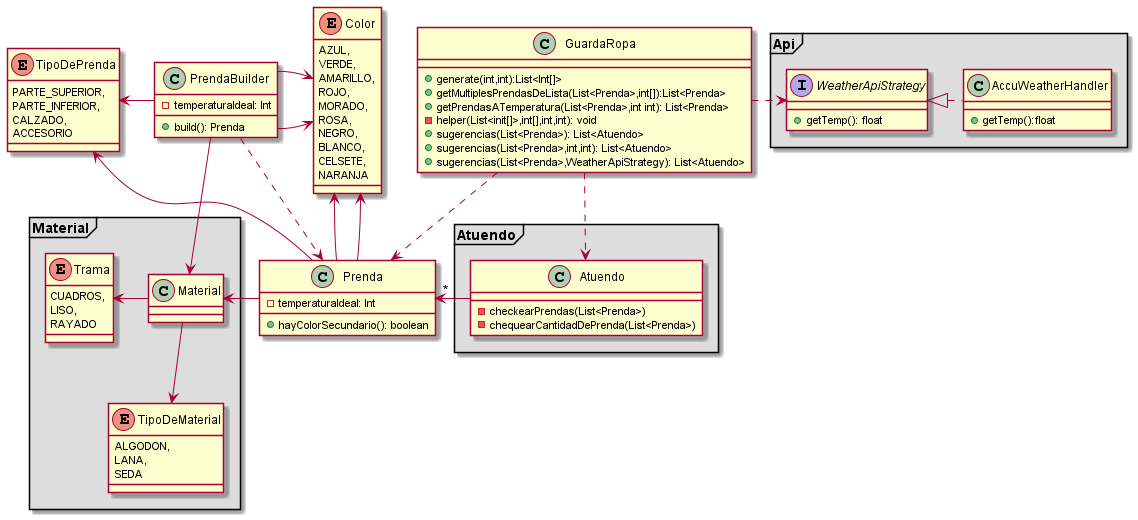 E TipoDePrenda
PARTE_SUPERIOR,
PARTE_INFERIOR,
CALZADO,
ACCESORIO
C PrendaBuilder
temperaturaIdeal: Int
build(): Prenda
E Color
AZUL,
VERDE,
AMARILLO,
ROJO,
MORADO,
ROSA,
NEGRO,
BLANCO,
CELSETE,
NARANJA
C GuardaRopa
generate(int,int):List<Int[]>
getMultiplesPrendasDeLista(List<Prenda>,int[]):List<Prenda>
getPrendasATemperatura(List<Prenda>,int int): List<Prenda>
helper(List<int[]>,int[],int,int): void
sugerencias(List<Prenda>): List<Atuendo>
sugerencias(List<Prenda>,int,int): List<Atuendo>
sugerencias(List<Prenda>,WeatherApiStrategy): List<Atuendo>
Api
I WeatherApiStrategy
getTemp(): float
C AccuWeatherHandler
getTemp():float
Material
E Trama
CUADROS,
LISO,
RAYADO
C Material
E TipoDeMaterial
ALGODON,
LANA,
SEDA
C Prenda
temperaturaIdeal: Int
hayColorSecundario(): boolean
*
Atuendo
C Atuendo
checkearPrendas(List<Prenda>)
chequearCantidadDePrenda(List<Prenda>)